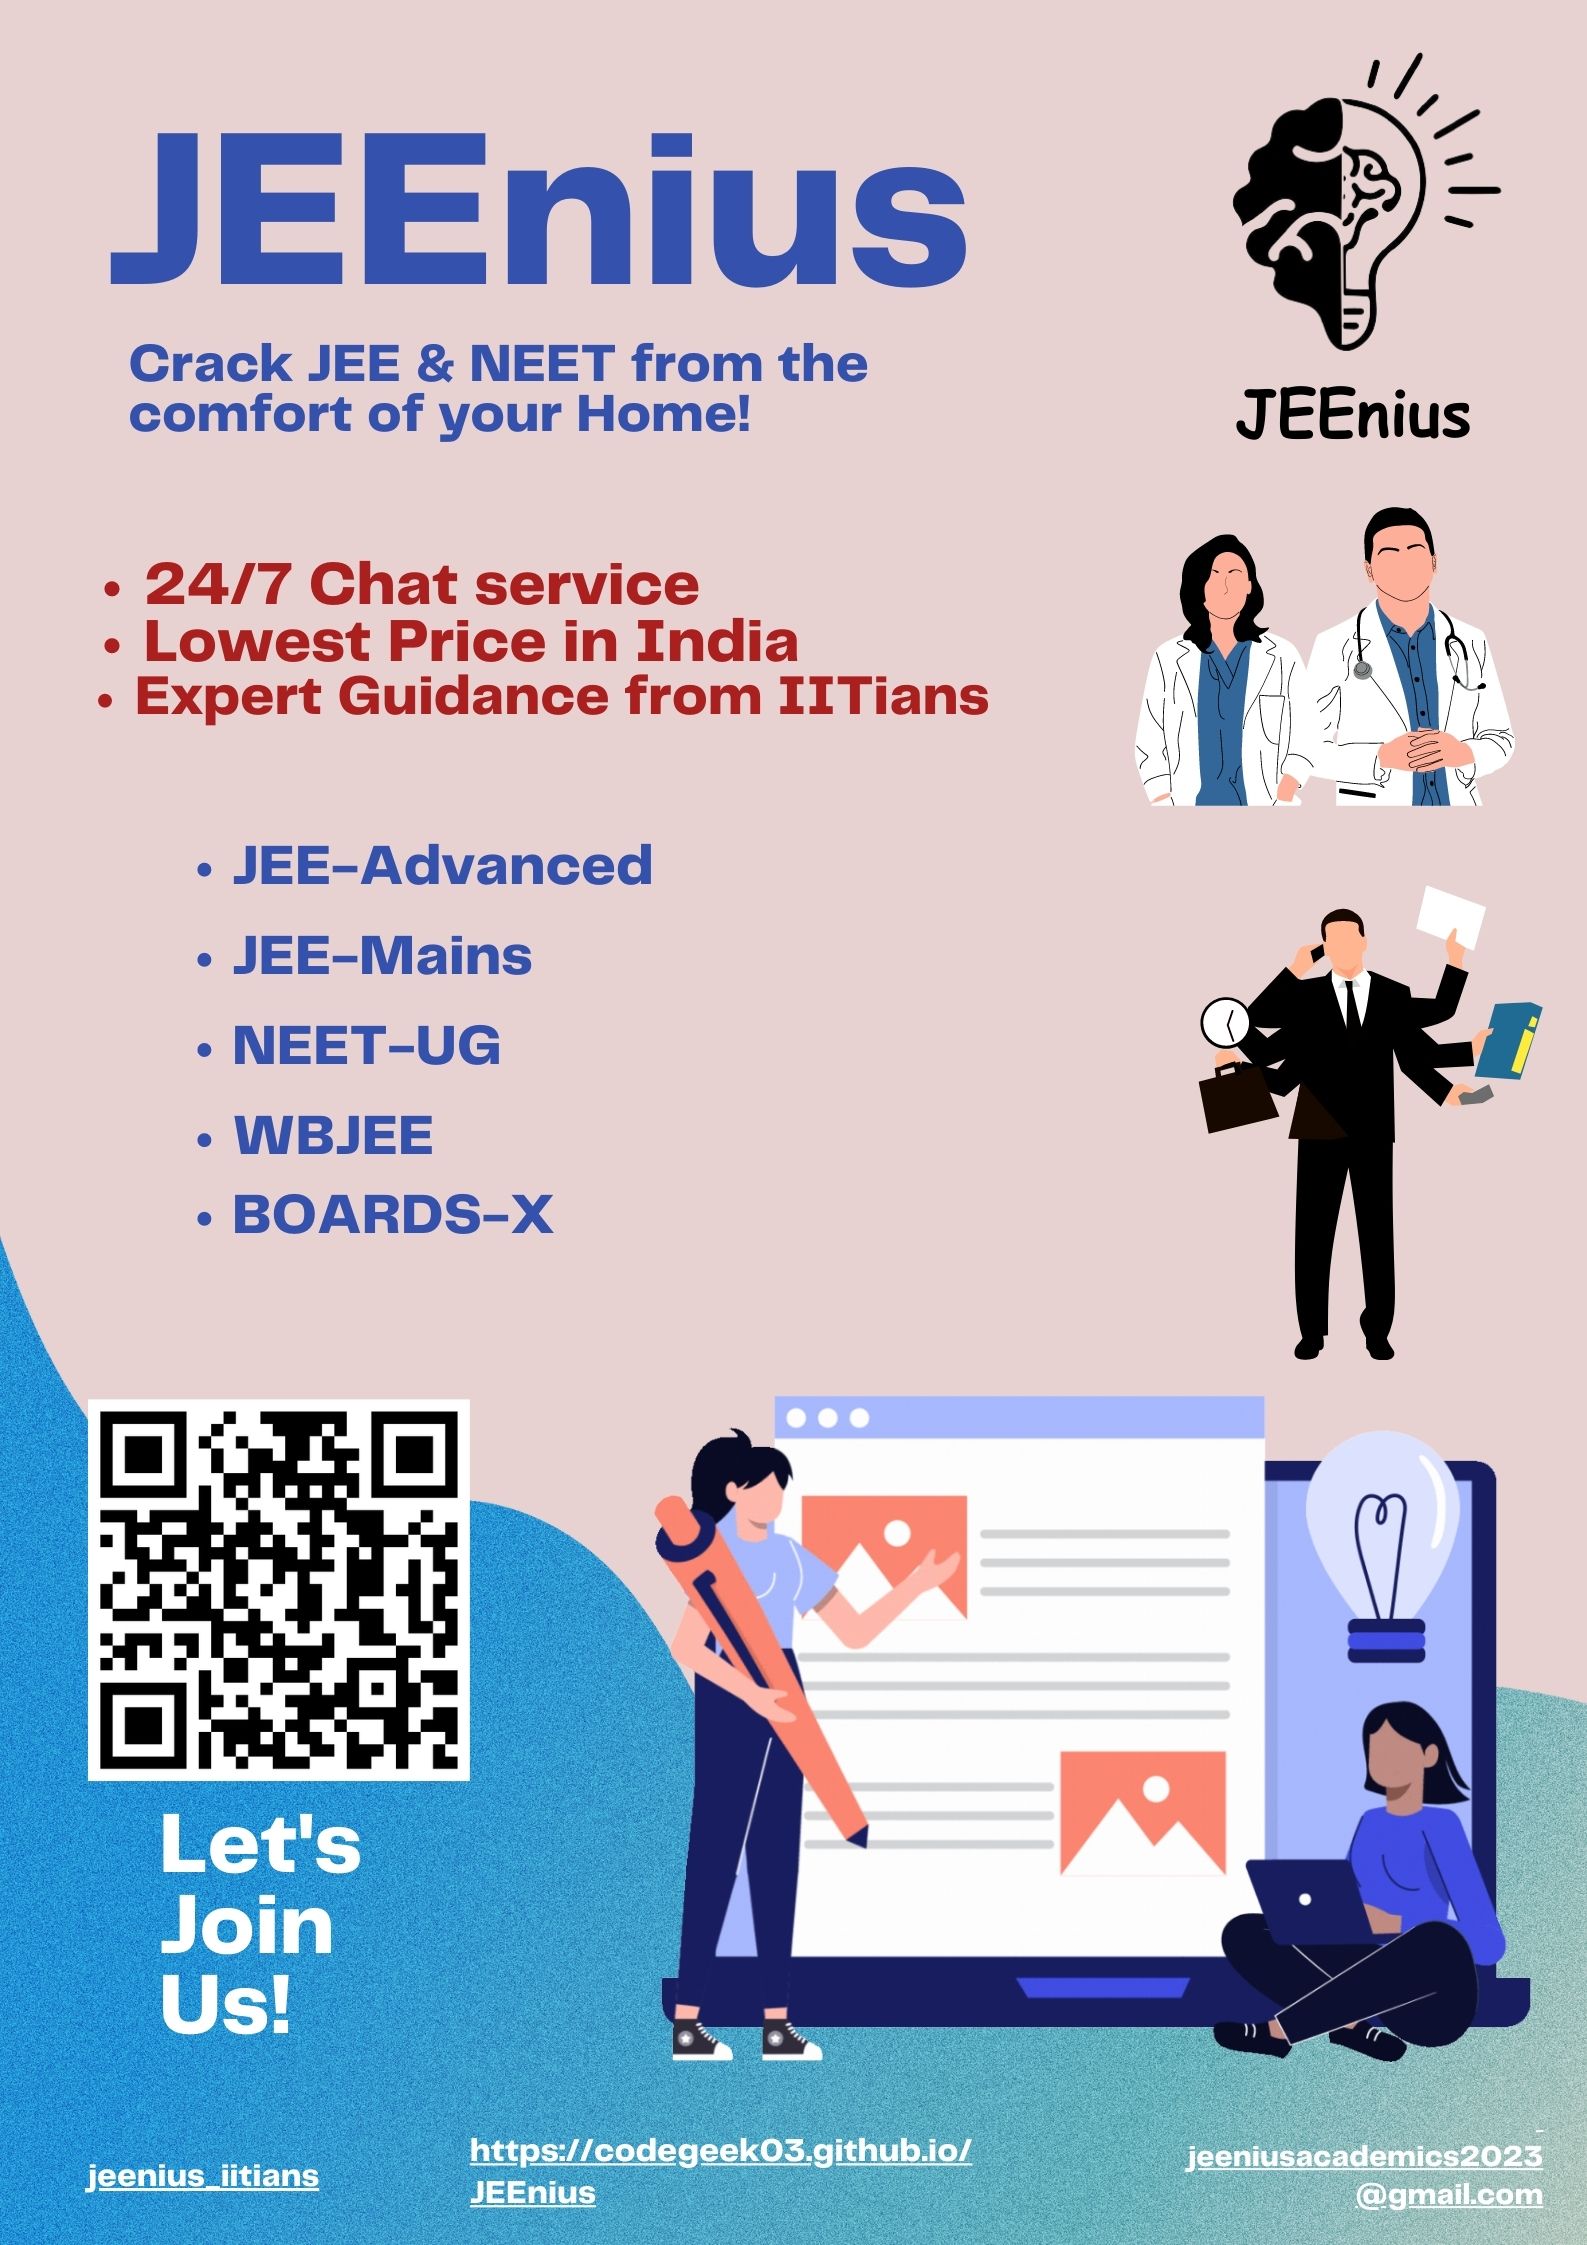 JEEnius
JEEnius
Crack JEE & NEET from the
comfort of your Home!
• 24/7 Chat service
• Lowest Price in India
• Expert Guidance from IITians
• JEE-Advanced
• JEE-Mains
• NEET-UG
• WBJEE
• BOARDS-X
Let's
Join
Us!
jeenius_iitians
https://codegeek03.github.io/
JEEnius
jeeniusacademics2023
@gmail.com